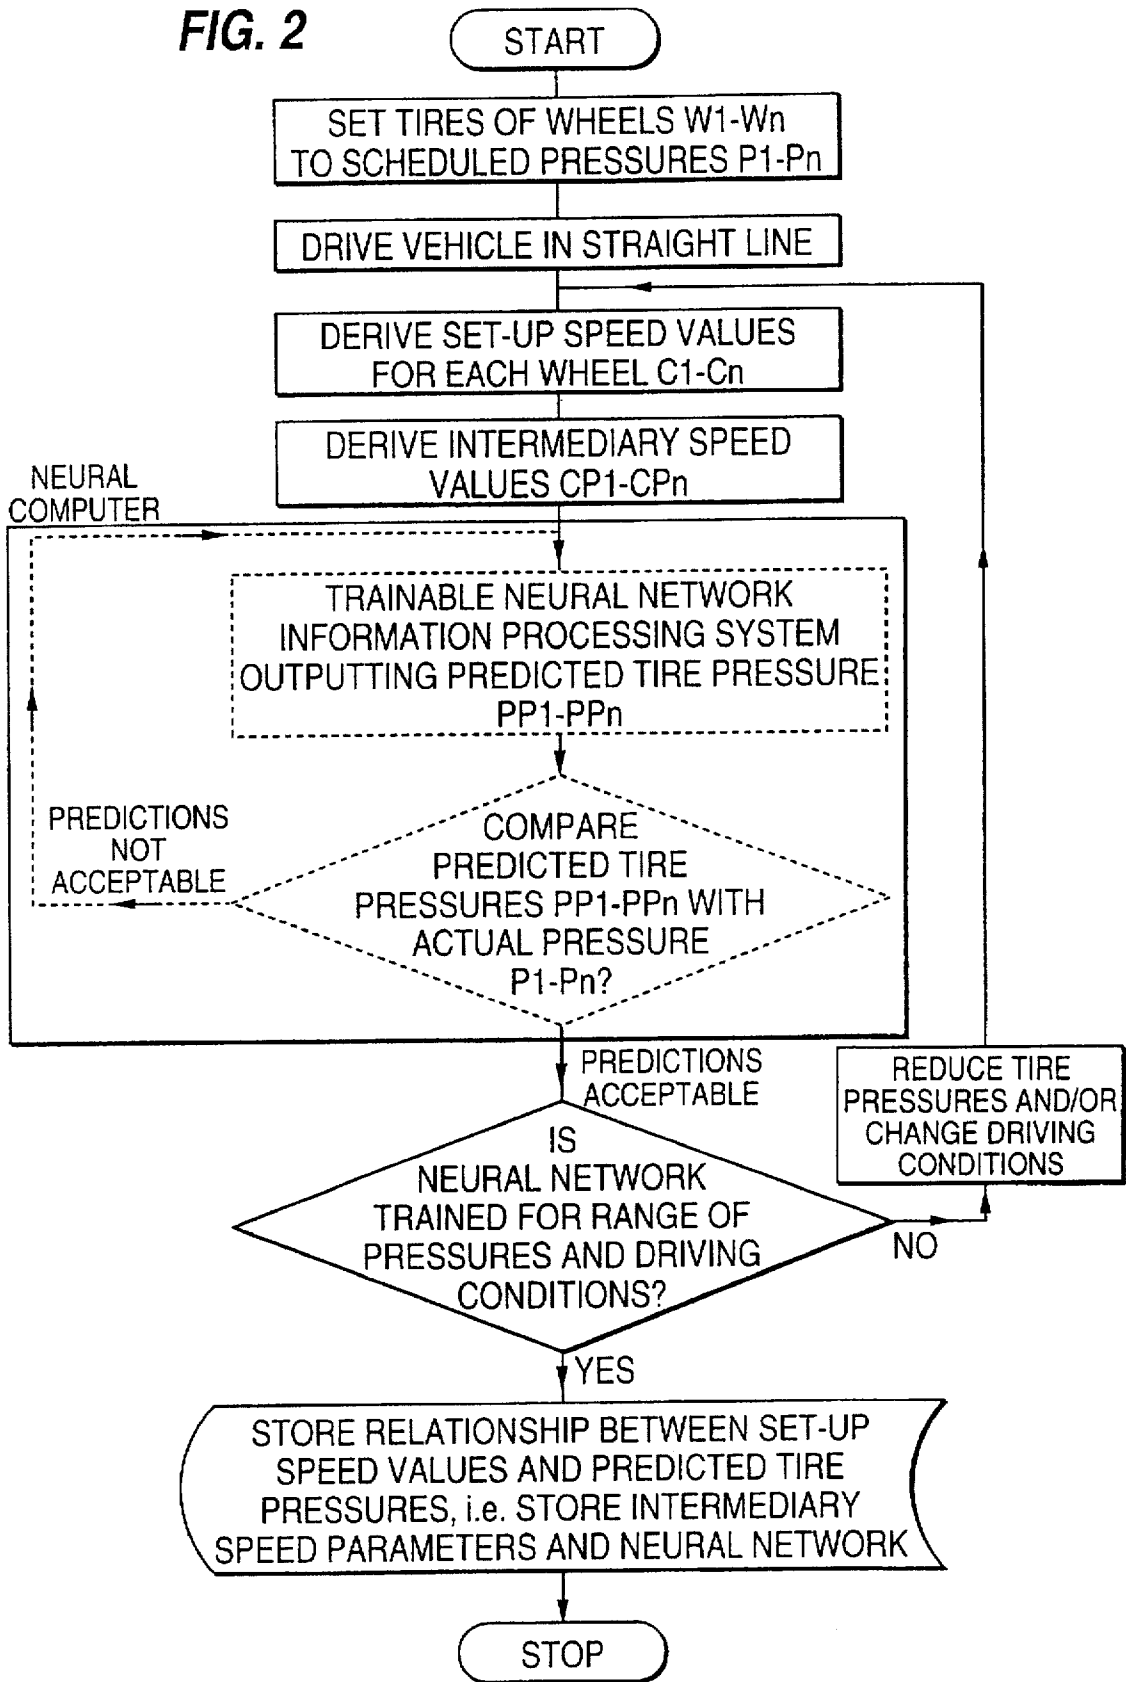 FIG. 2
START
SET TIRES OF WHEELS W1-Wn
TO SCHEDULED PRESSURES P1-Pn
DRIVE VEHICLE IN STRAIGHT LINE
DERIVE SET-UP SPEED VALUES
FOR EACH WHEEL C1-Cn
DERIVE INTERMEDIARY SPEED
VALUES CP1-CPn
NEURAL
COMPUTER
TRAINABLE NEURAL NETWORK
INFORMATION PROCESSING SYSTEM
OUTPUTTING PREDICTED TIRE PRESSURE
PP1-PPn
PREDICTIONS
NOT
ACCEPTABLE
COMPARE
PREDICTED TIRE
PRESSURES PP1-PPn WITH
ACTUAL PRESSURE
P1-Pn?
PREDICTIONS
ACCEPTABLE
REDUCE TIRE
PRESSURES AND/OR
CHANGE DRIVING
CONDITIONS
IS
NEURAL NETWORK
TRAINED FOR RANGE OF
PRESSURES AND DRIVING
CONDITIONS?
NO
YES
STORE RELATIONSHIP BETWEEN SET-UP
SPEED VALUES AND PREDICTED TIRE
PRESSURES, i.e. STORE INTERMEDIARY
SPEED PARAMETERS AND NEURAL NETWORK
STOP